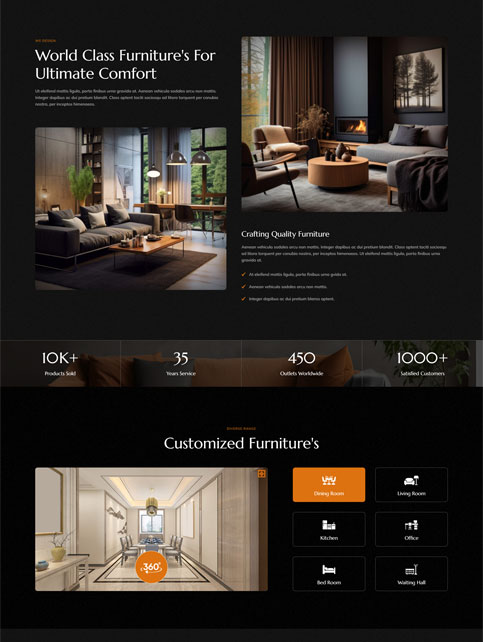 WE DESIGN
World Class Furniture's For
Ultimate Comfort
Ut eleifend mattis ligula, porta finibus urna gravida at. Aenean vehicula sodales arcu non mattis.
Integer dapibus ac dui pretium blandit. Class aptent taciti sociosqu ad litora torquent per conubia
nostra, per inceptos himenaeos.
Crafting Quality Furniture
Aenean vehicula sodales arcu non mattis. Integer dapibus ac dui pretium blandit. Class aptent taciti sociosqu
ad litora torquent per conubia nostra, per inceptos himenaeos. Ut eleifend mattis ligula, porta finibus urna
gravida at.
At eleifend mattis ligula, porta finibus urna gravida at.
Aenean vehicula sodales arcu non mattis.
Integer dapibus ac dui pretium aptent.
10K+
Products Sold
35
Years Service
450
Outlets Worldwide
1000+
Satisfied Customers
Customized Furniture's
360°
Dining Room
Living Room
Kitchen
Office
Bed Room
Waiting Hall